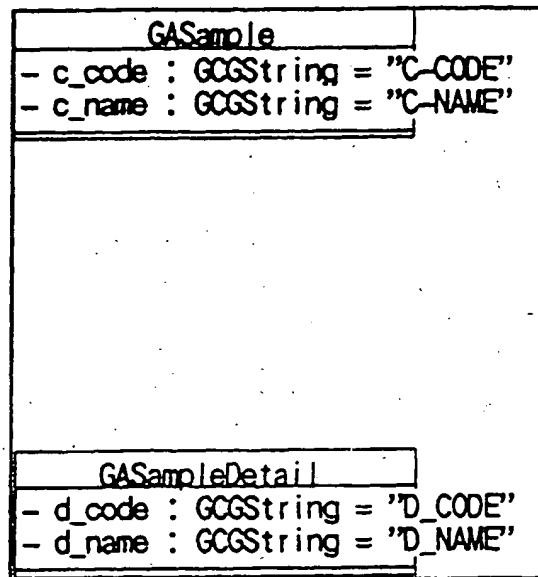 GASample
- c_code : GCGString = "C-CODE"
- c_name : GCGString = "C-NAME"
GASampleDetail
- d_code : GCGString = "D_CODE"
- d_name : GCGString = "D_NAME"